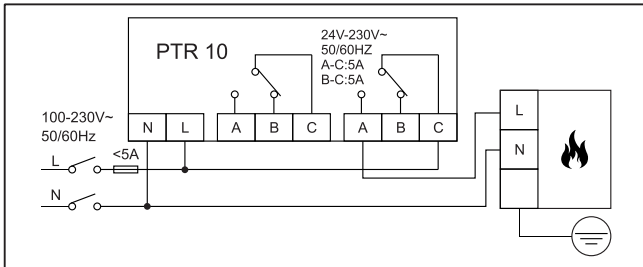 PTR 10
24V-230V~
50/60HZ
A-C:5A
B-C:5A
N L A B C A B C
100-230V~
50/60Hz
L <5A
N
L
N